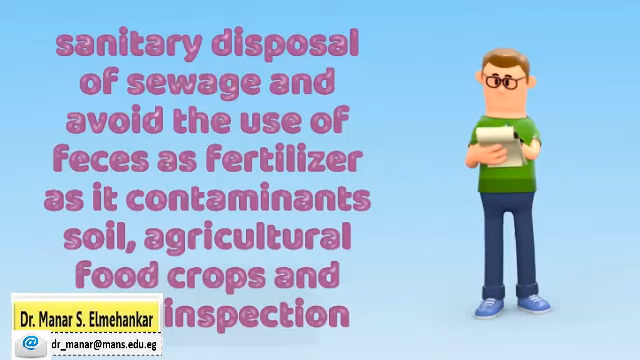 sanitary disposal
of sewage and
avoid the use of
feces as fertilizer
as it contaminants
soil, agricultural
food crops and
inspection
Dr. Manar S. Elmehankar
@ dr_manar@mans.edu.eg